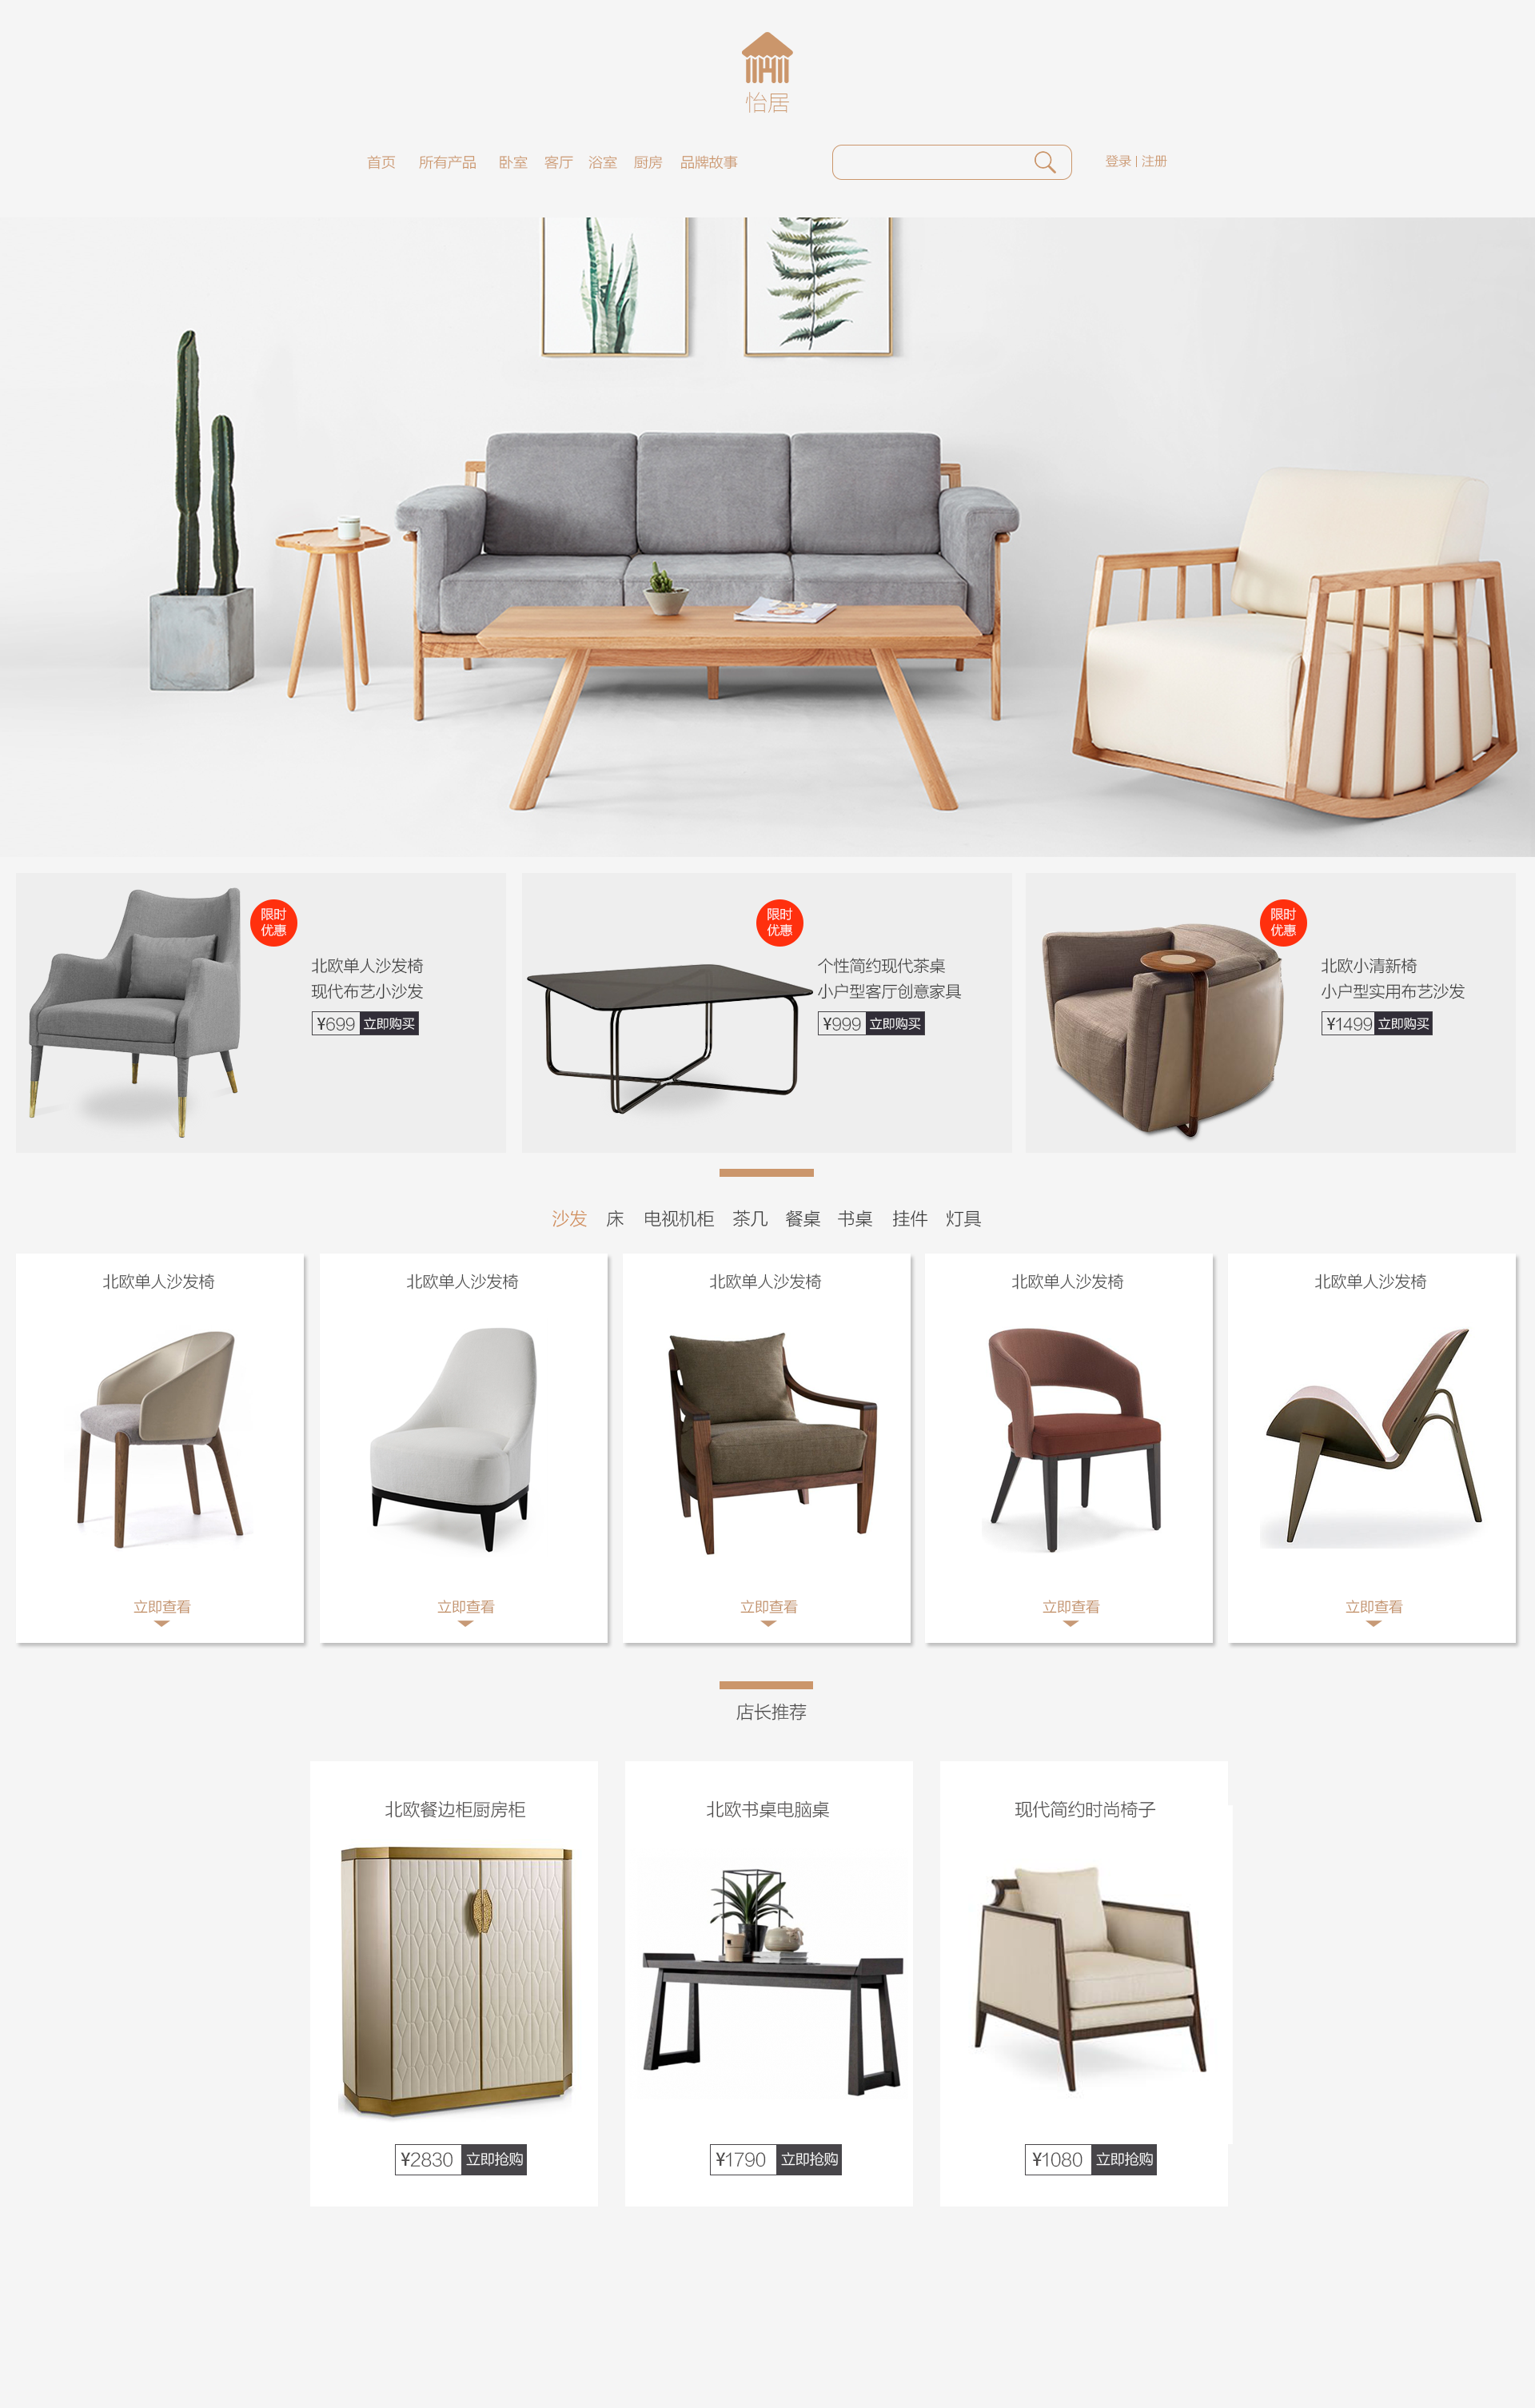 怡居
首页 所有产品 卧室 客厅 浴室 厨房 品牌故事
登录 | 注册
限时
优惠
北欧单人沙发椅
现代布艺小沙发
¥699 立即购买
限时
优惠
个性简约现代茶桌
小户型客厅创意家具
¥999 立即购买
限时
优惠
北欧小清新椅
小户型实用布艺沙发
¥1499 立即购买
沙发 床 电视机柜 茶几 餐桌 书桌 挂件 灯具
北欧单人沙发椅
立即查看
北欧单人沙发椅
立即查看
北欧单人沙发椅
立即查看
北欧单人沙发椅
立即查看
北欧单人沙发椅
立即查看
店长推荐
北欧餐边柜厨房柜
¥2830 立即抢购
北欧书桌电脑桌
¥1790 立即抢购
现代简约时尚椅子
¥1080 立即抢购